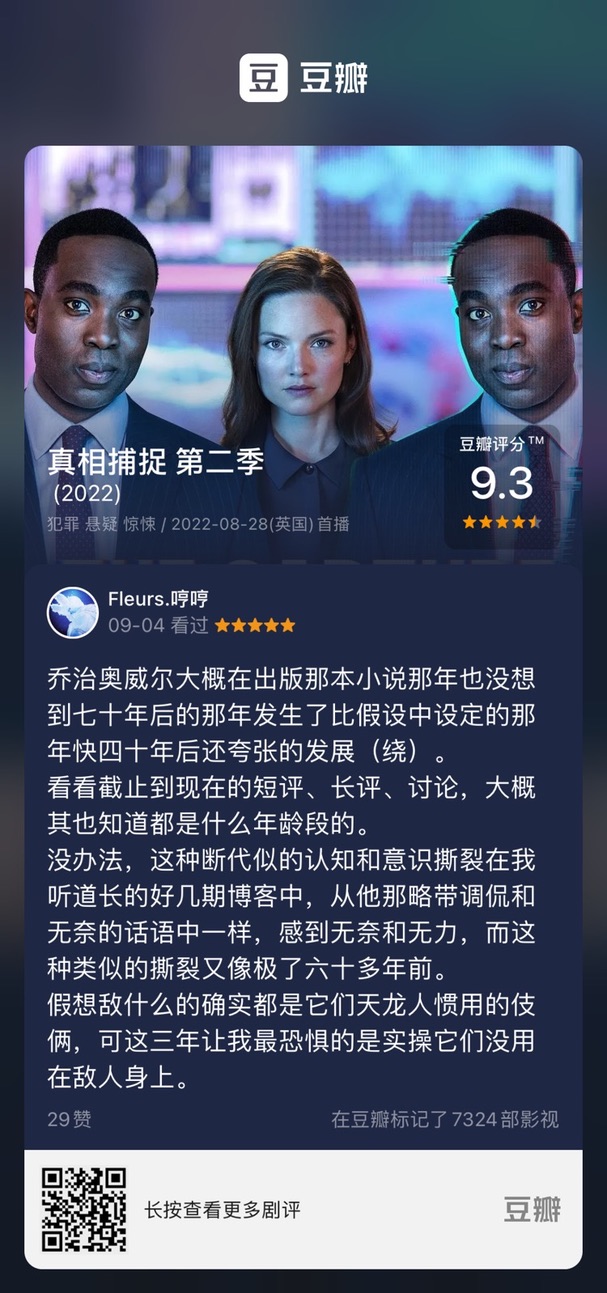 豆 豆瓣
真相捕捉 第二季
(2022)
犯罪 悬疑 惊悚 / 2022-08-28(英国)首播
豆瓣评分™
9.3
Fleurs.哼哼
09-04 看过
乔治奥威尔大概在出版那本小说那年也没想
到七十年后的那年发生了比假设中设定的那
年快四十年后还夸张的发展（绕）。
看看截止到现在的短评、长评、讨论，大概
其也知道都是什么年龄段的。
没办法，这种断代似的认知和意识撕裂在我
听道长的好几期博客中，从他那略带调侃和
无奈的话语中一样，感到无奈和无力，而这
种类似的撕裂又像极了六十多年前。
假想敌什么的确实都是它们天龙人惯用的伎
俩，可这三年让我最恐惧的是实操它们没用
在敌人身上。
29赞
在豆瓣标记了7324部影视
长按查看更多剧评
豆瓣